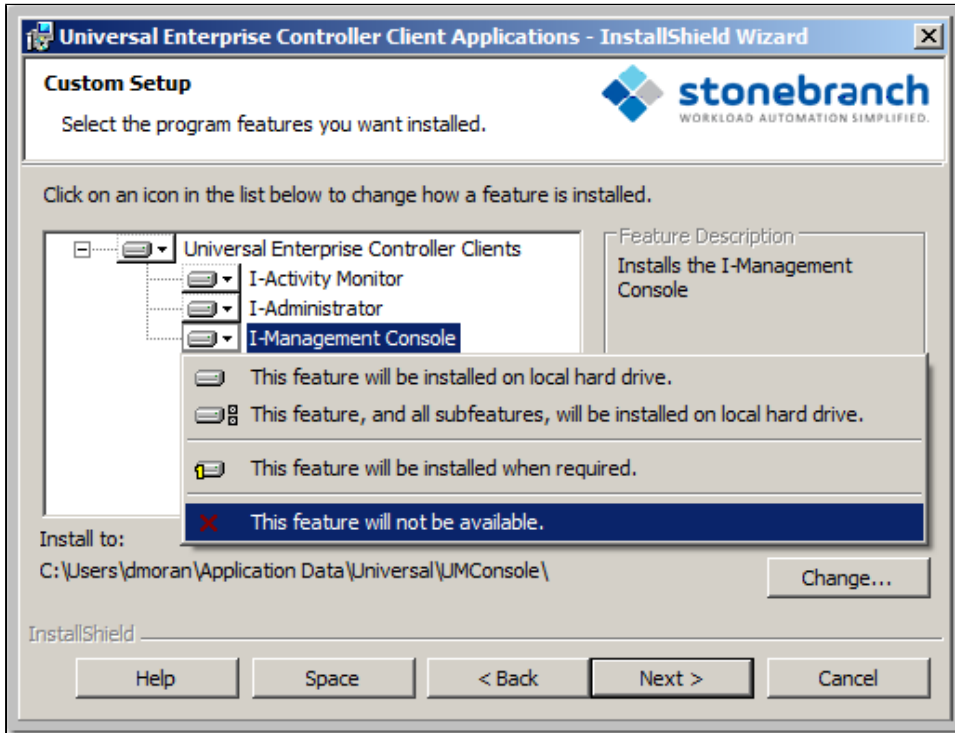 Universal Enterprise Controller Client Applications - InstallShield Wizard
Custom Setup
Select the program features you want installed.
stonebranch
WORKLOAD AUTOMATION SIMPLIFIED.
Click on an icon in the list below to change how a feature is installed.
Universal Enterprise Controller Clients
I-Activity Monitor
I-Administrator
I-Management Console
Feature Description
Installs the I-Management
Console
This feature will be installed on local hard drive.
This feature, and all subfeatures, will be installed on local hard drive.
This feature will be installed when required.
This feature will not be available.
Install to:
C:\Users\dmoran\Application Data\Universal\UMConsole\
Change...
InstallShield
Help
Space
< Back
Next >
Cancel